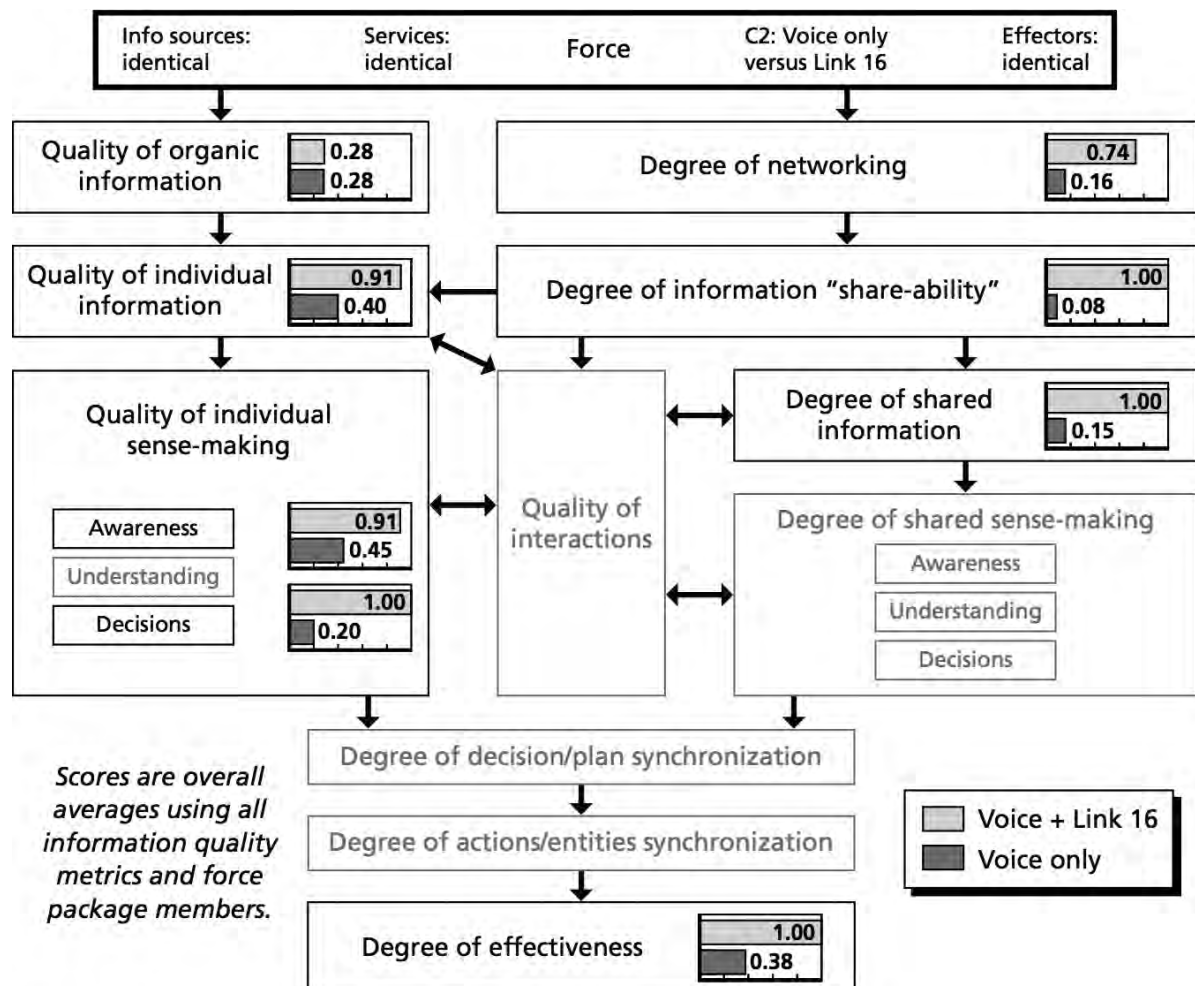 Info sources:
identical
Services:
identical
Force
C2: Voice only
versus Link 16
Effectors:
identical
Quality of organic
information
0.28
0.28
Degree of networking
0.74
0.16
Quality of individual
information
0.91
0.40
Degree of information “share-ability”
1.00
0.08
Quality of individual
sense-making
Awareness
Understanding
Decisions
0.91
0.45
1.00
0.20
Quality of
interactions
Degree of shared
information
1.00
0.15
Degree of shared sense-making
Awareness
Understanding
Decisions
Degree of decision/plan synchronization
Degree of actions/entities synchronization
Degree of effectiveness
1.00
0.38
Scores are overall
averages using all
information quality
metrics and force
package members.
Voice + Link 16
Voice only